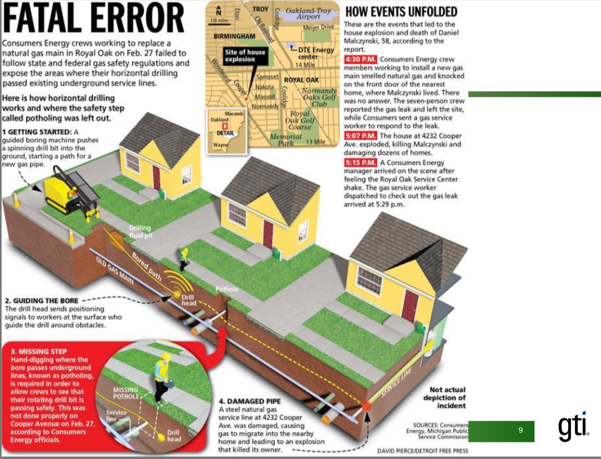 FATAL ERROR
Consumers Energy crews working to replace a
natural gas main in Royal Oak on Feb. 27 failed to
follow state and federal gas safety regulations and
expose the areas where their horizontal drilling
passed existing underground service lines.
Here is how horizontal drilling
works and where the safety step
called potholing was left out.
1 GETTING STARTED: A
guided boring machine pushes
a spinning drill bit into the
ground, starting a path for a
new gas pipe.
N
TROY
Oakland-Troy
Airport
Meijer Drive
BIRMINGHAM
DTE Energy
center
14 Mile
Site of house
explosion
Samoset
Nakota
Massoit
Normandy
Coolidge
ROYAL OAK
Normandy
Oaks Golf
Club
Royal
Oak Golf
Course
Memorial
Park
13 Mile
Macomb
Oakland
DETAIL
Wayne
HOW EVENTS UNFOLDED
These are the events that led to the
house explosion and death of Daniel
Malczynski, 58, according to the
report.
4:30 P.M. Consumers Energy crew
members working to install a new gas
main smelled natural gas and knocked
on the front door of the nearest
home, where Malczynski lived. There
was no answer. The seven-person crew
reported the gas leak and left the site,
while Consumers sent a gas service
worker to respond to the leak.
5:07 P.M. The house at 4232 Cooper
Ave. exploded, killing Malczynski and
damaging dozens of homes.
5:15 P.M. A Consumers Energy
manager arrived on the scene after
feeling the Royal Oak Service Center
shake. The gas service worker
dispatched to check out the gas leak
arrived at 5:29 p.m.
Drilling
fluid pit
Bored path
OLD GAS MAIN
Drill
head
Pothole
SERVICE LINE
2. GUIDING THE BORE
The drill head sends positioning
signals to workers at the surface who
guide the drill around obstacles.
3. MISSING STEP
Hand-digging where the
bore passes underground
lines, known as potholing,
is required in order to
allow crews to see that
their rotating drill bit is
passing safely. This was
not done properly on
Cooper Avenue on Feb. 27,
according to Consumers
Energy officials.
MISSING
POTHOLE
Service
line
Drill
head
4. DAMAGED PIPE
A steel natural gas
service line at 4232 Cooper
Ave. was damaged, causing
gas to migrate into the nearby
home and leading to an explosion
that killed its owner.
Not actual
depiction of
incident
SOURCES: Consumers
Energy, Michigan Public
Service Commission
DAVID PIERCE/DETROIT FREE PRESS
9
gti